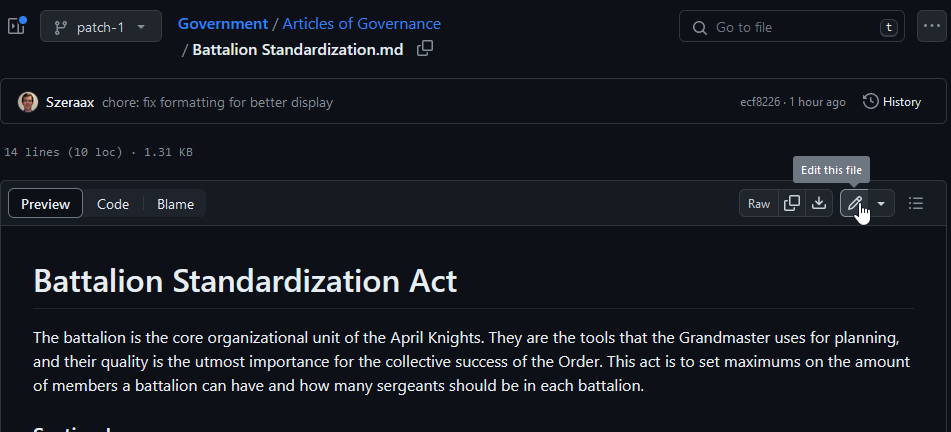 patch-1
Government / Articles of Governance
/ Battalion Standardization.md
Go to file
t
Szeraax chore: fix formatting for better display
ecf8226 · 1 hour ago
History
14 lines (10 loc) · 1.31 KB
Edit this file
Preview
Code
Blame
Raw
Battalion Standardization Act
The battalion is the core organizational unit of the April Knights. They are the tools that the Grandmaster uses for planning,
and their quality is the utmost importance for the collective success of the Order. This act is to set maximums on the amount
of members a battalion can have and how many sergeants should be in each battalion.